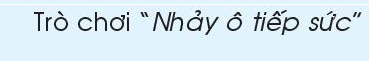 Trò chơi “Nhảy ô tiếp sức”